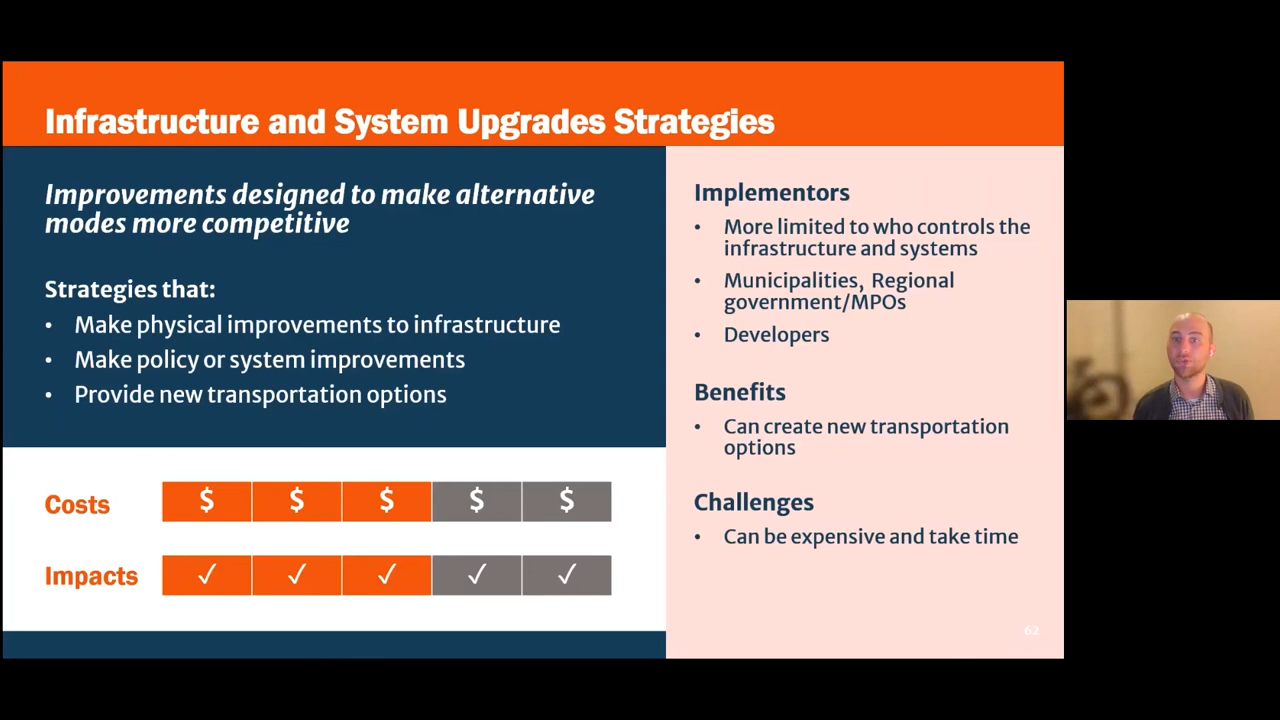 Infrastructure and System Upgrades Strategies
Improvements designed to make alternative
modes more competitive
Strategies that:
• Make physical improvements to infrastructure
• Make policy or system improvements
• Provide new transportation options
Costs $ $ $ $ $
Impacts ✓ ✓ ✓ ✓ ✓
Implementors
• More limited to who controls the
infrastructure and systems
• Municipalities, Regional
government/MPOs
• Developers
Benefits
• Can create new transportation
options
Challenges
• Can be expensive and take time
62